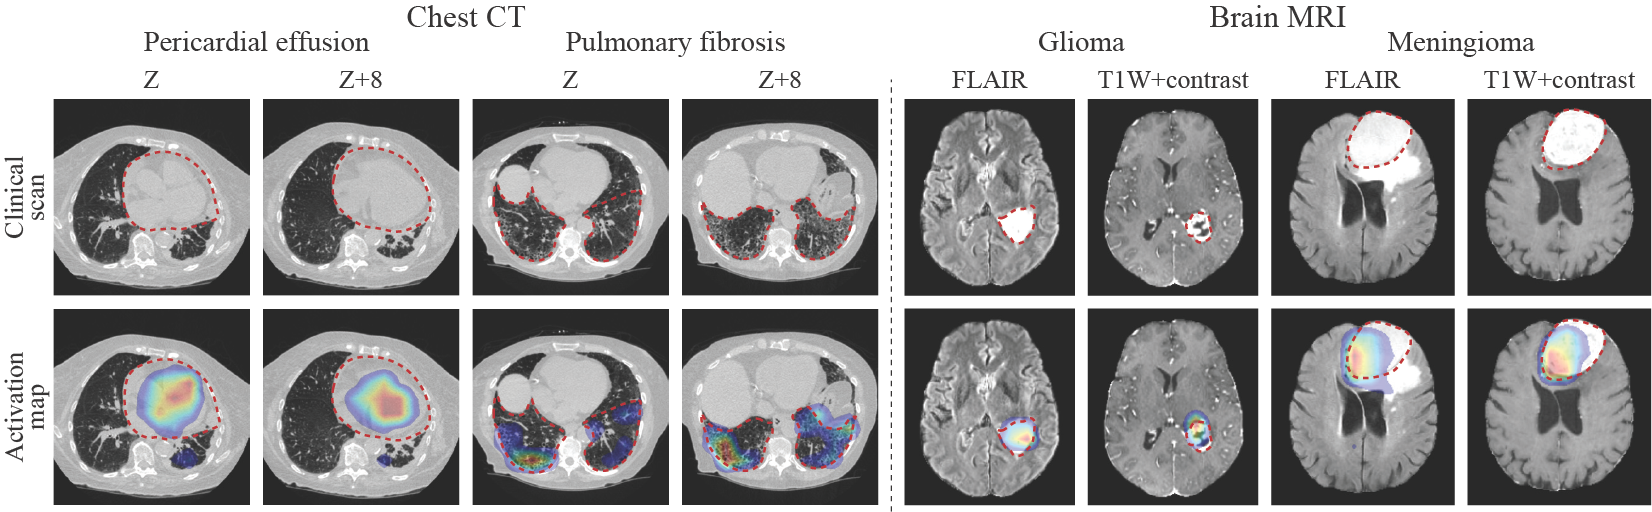 Chest CT
Brain MRI
Pericardial effusion
Pulmonary fibrosis
Glioma
Meningioma
Z
Z+8
Z
Z+8
FLAIR
T1W+contrast
FLAIR
T1W+contrast
Clinical
scan
Activation
map